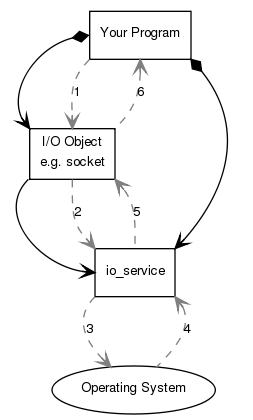 Your Program
1
6
I/O Object
e.g. socket
2
5
io_service
3
4
Operating System